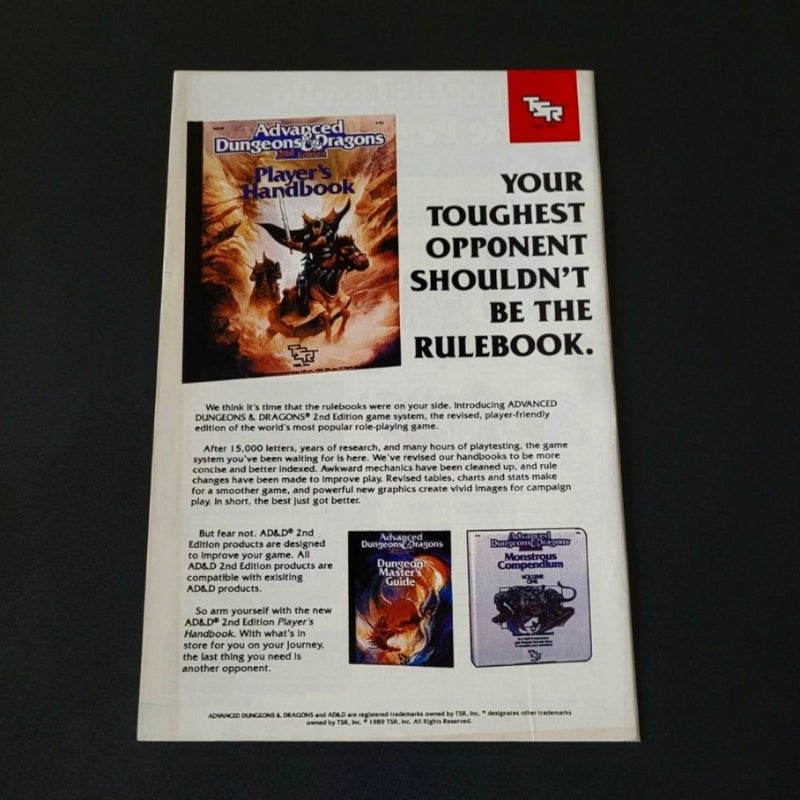 TSR
YOUR
TOUGHEST
OPPONENT
SHOULDN'T
BE THE
RULEBOOK.
Advanced
Dungeons & Dragons
2nd Edition
Player's
Handbook
TSR
We think it's time that the rulebooks were on your side. Introducing ADVANCED
DUNGEONS & DRAGONS® 2nd Edition game system, the revised, player-friendly
edition of the world's most popular role-playing game.
After 15,000 letters, years of research, and many hours of playtesting, the game
system you've been waiting for is here. We've revised our handbooks to be more
concise and better indexed. Awkward mechanics have been cleaned up, and rule
changes have been made to improve play. Revised tables, charts and stats make
for a smoother game, and powerful new graphics create vivid images for campaign
play. In short, the best just got better.
But fear not. AD&D® 2nd
Edition products are designed
to improve your game. All
AD&D 2nd Edition products are
compatible with exisiting
AD&D products.
So arm yourself with the new
AD&D® 2nd Edition Player's
Handbook. With what's in
store for you on your journey,
the last thing you need is
another opponent.
Advanced
Dungeons & Dragons
Dungeon
Master's
Guide
TSR
Advanced
Dungeons & Dragons
Monstrous
Compendium
VOLUME
ONE
TSR
ADVANCED DUNGEONS & DRAGONS and AD&D are registered trademarks owned by TSR, Inc. ™ designates other trademarks
owned by TSR, Inc. © 1989 TSR, Inc. All Rights Reserved.